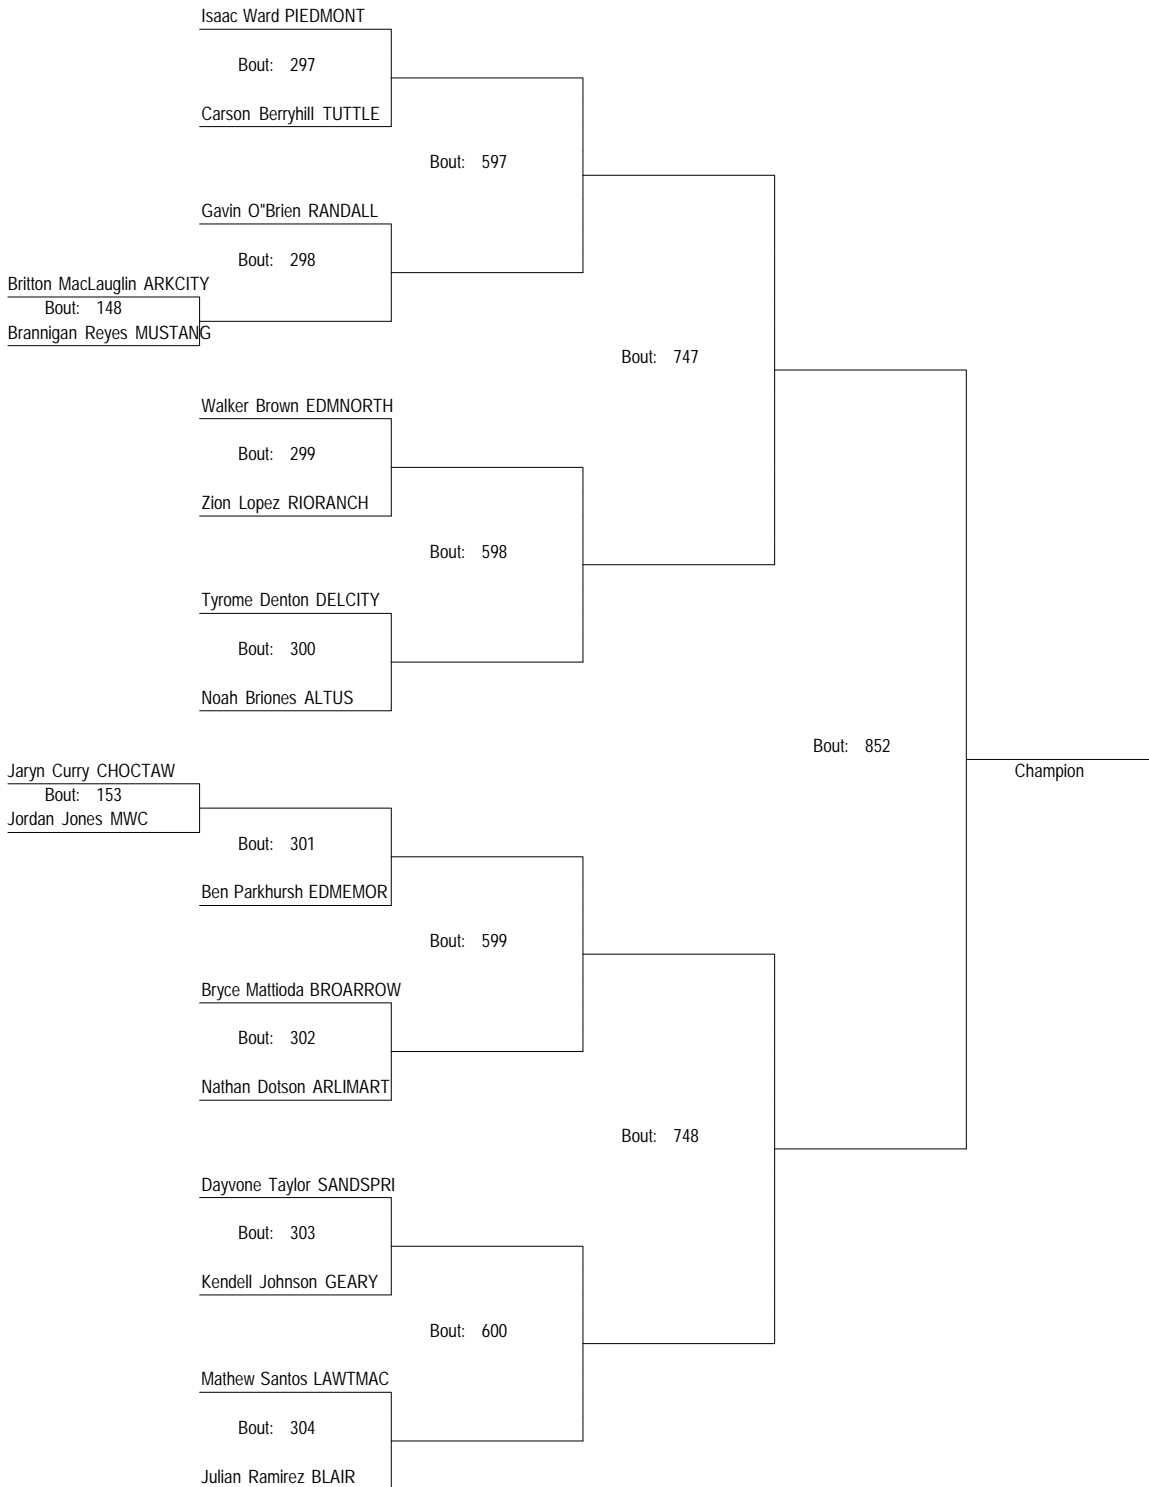 Isaac Ward PIEDMONT
Bout: 297
Carson Berryhill TUTTLE
Bout: 597
Gavin O"Brien RANDALL
Bout: 298
Britton MacLauglin ARKCITY
Bout: 148
Brannigan Reyes MUSTANG
Bout: 747
Walker Brown EDMNORTH
Bout: 299
Zion Lopez RIORANCH
Bout: 598
Tyrome Denton DELCITY
Bout: 300
Noah Briones ALTUS
Bout: 852
Jaryn Curry CHOCTAW
Champion
Bout: 153
Jordan Jones MWC
Bout: 301
Ben Parkhursh EDMEMOR
Bout: 599
Bryce Mattioda BROARROW
Bout: 302
Nathan Dotson ARLIMART
Bout: 748
Dayvone Taylor SANDSPRI
Bout: 303
Kendell Johnson GEARY
Bout: 600
Mathew Santos LAWTMAC
Bout: 304
Julian Ramirez BLAIR